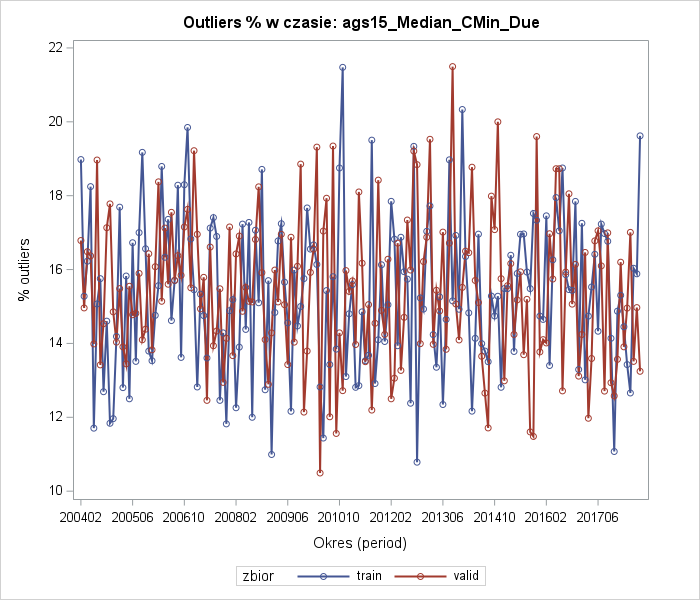 Outliers % w czasie: ags15_Median_CMin_Due
22
20
18
16
14
12
10
% outliers
200402 200506 200610 200802 200906 201010 201202 201306 201410 201602 201706
Okres (period)
zbior train valid